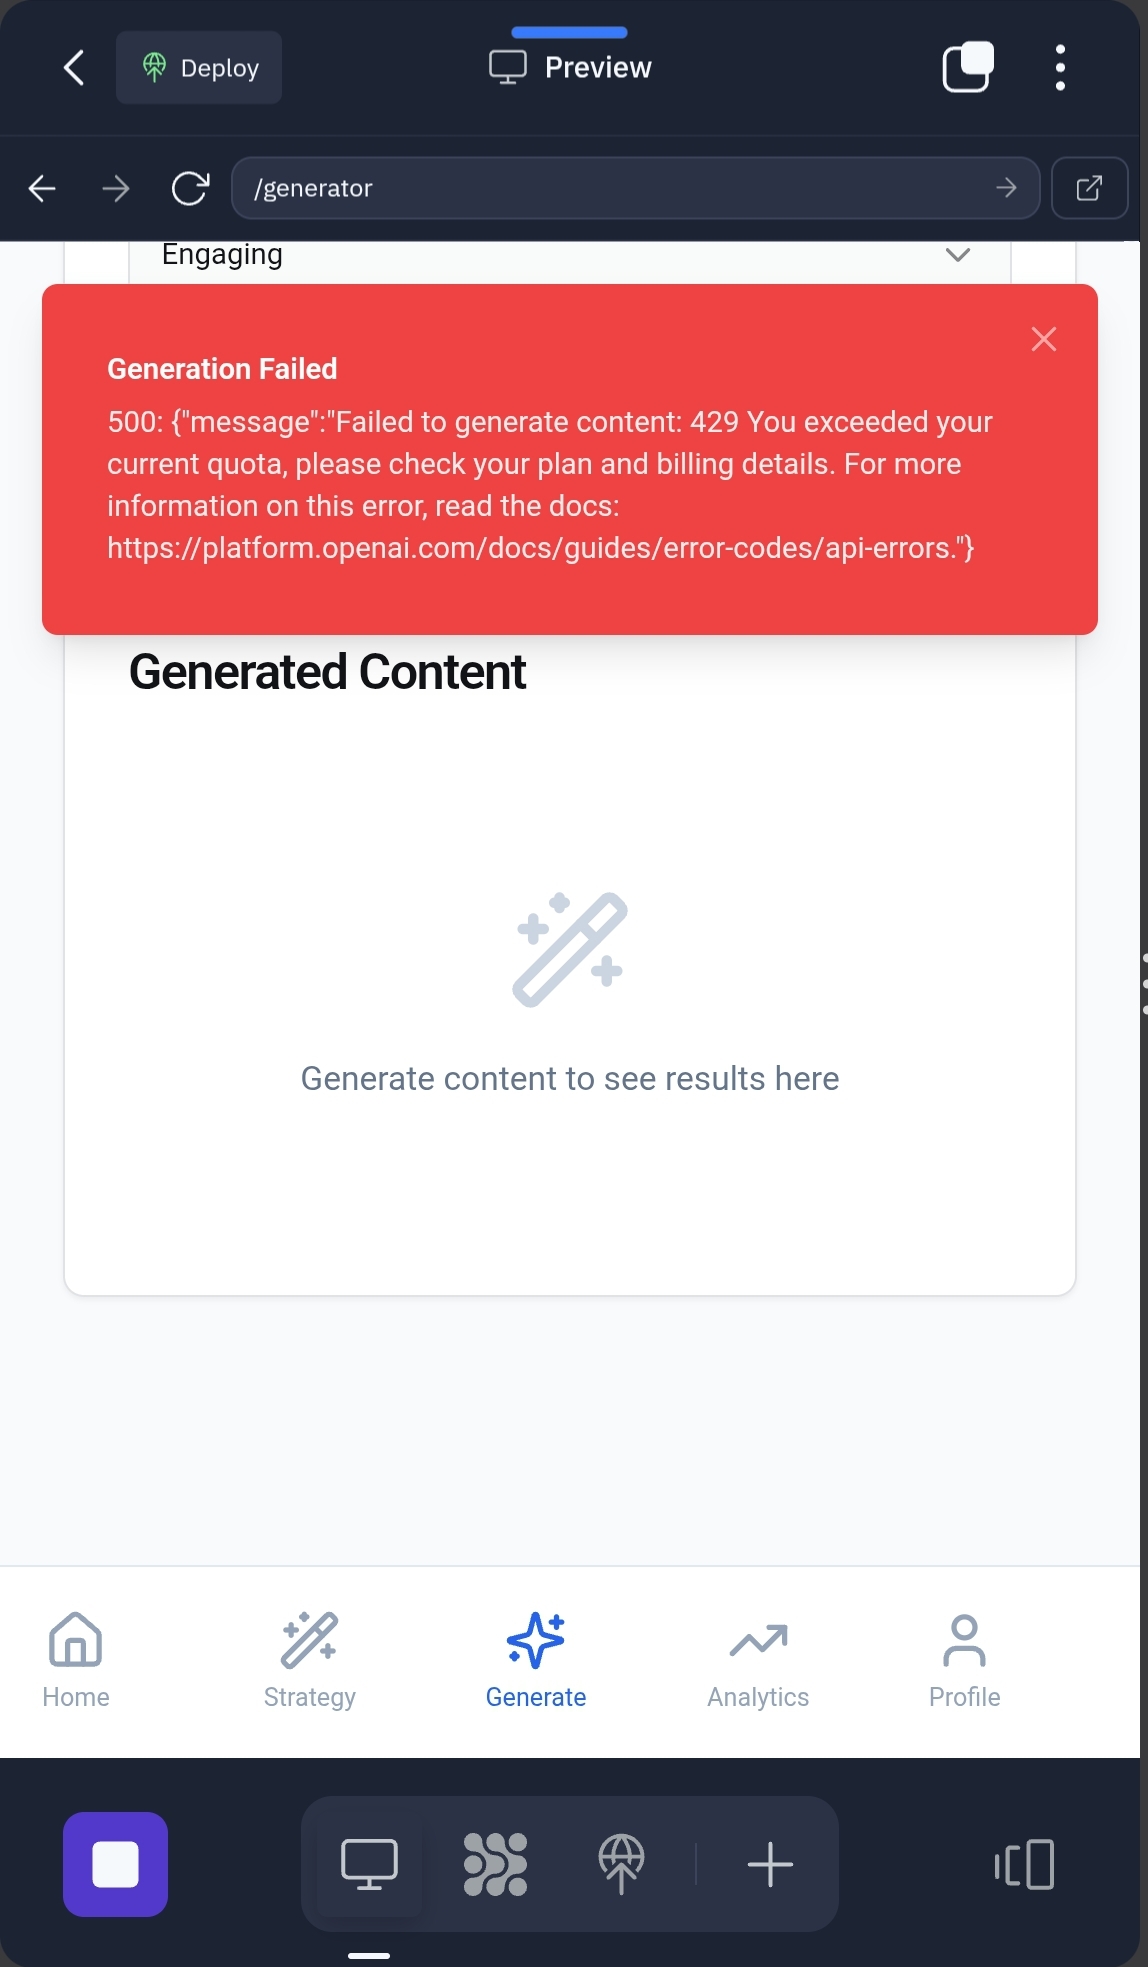 Deploy
Preview
/generator
Engaging
Generation Failed
500: {"message":"Failed to generate content: 429 You exceeded your
current quota, please check your plan and billing details. For more
information on this error, read the docs:
https://platform.openai.com/docs/guides/error-codes/api-errors."}
Generated Content
Generate content to see results here
Home
Strategy
Generate
Analytics
Profile